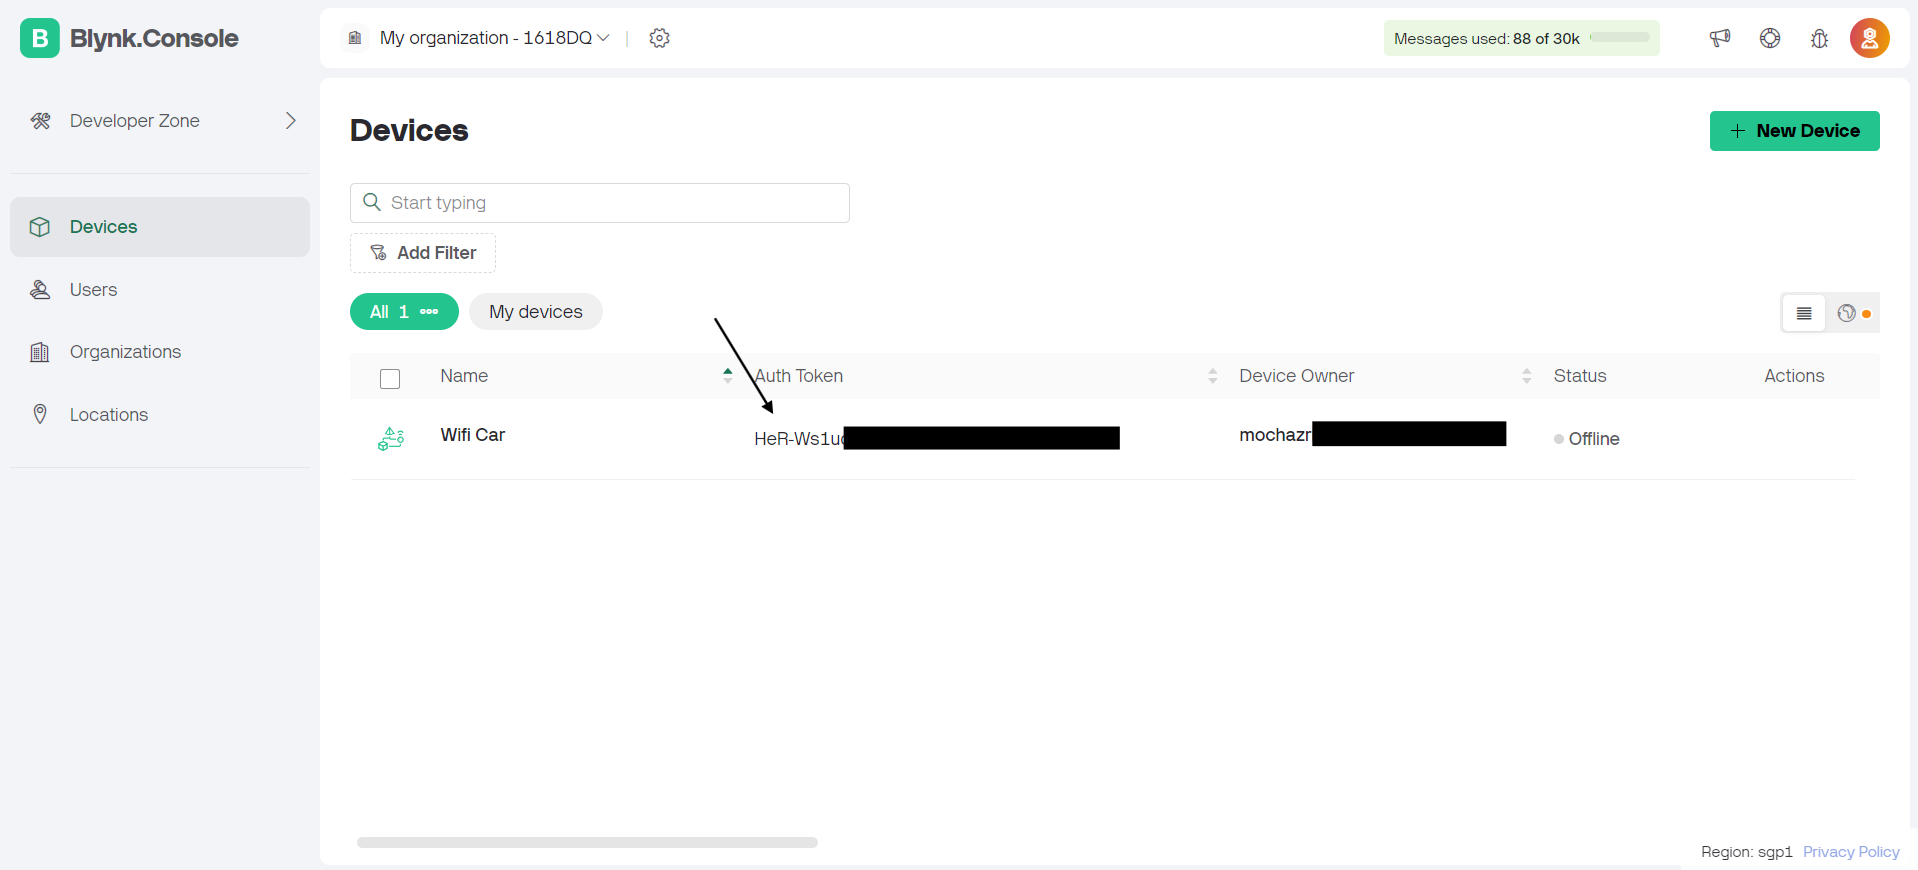 B Blynk.Console
My organization - 1618DQ
Messages used: 88 of 30k
Developer Zone
Devices
Users
Organizations
Locations
Devices
+ New Device
Start typing
Add Filter
All 1
My devices
Name Auth Token Device Owner Status Actions
Wifi Car HeR-Ws1u mochazr Offline
Region: sgp1 Privacy Policy